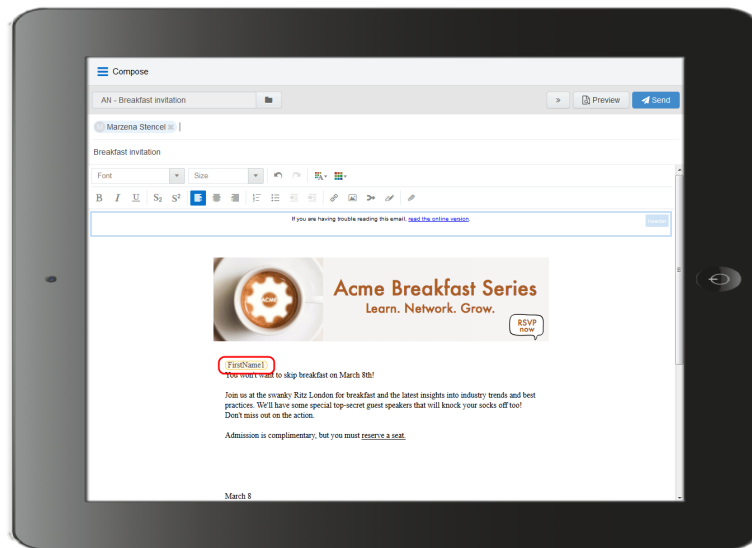 Compose
AN - Breakfast invitation
Preview
Send
Marzena Stencel
Breakfast invitation
Font
Size
B I U S2 S2
If you are having trouble reading this email, read the online version.
ACME
Acme Breakfast Series
Learn. Network. Grow.
RSVP
now
FirstName1
You won't want to skip breakfast on March 8th!
Join us at the swanky Ritz London for breakfast and the latest insights into industry trends and best
practices. We'll have some special top-secret guest speakers that will knock your socks off too!
Don't miss out on the action.
Admission is complimentary, but you must reserve a seat.
March 8